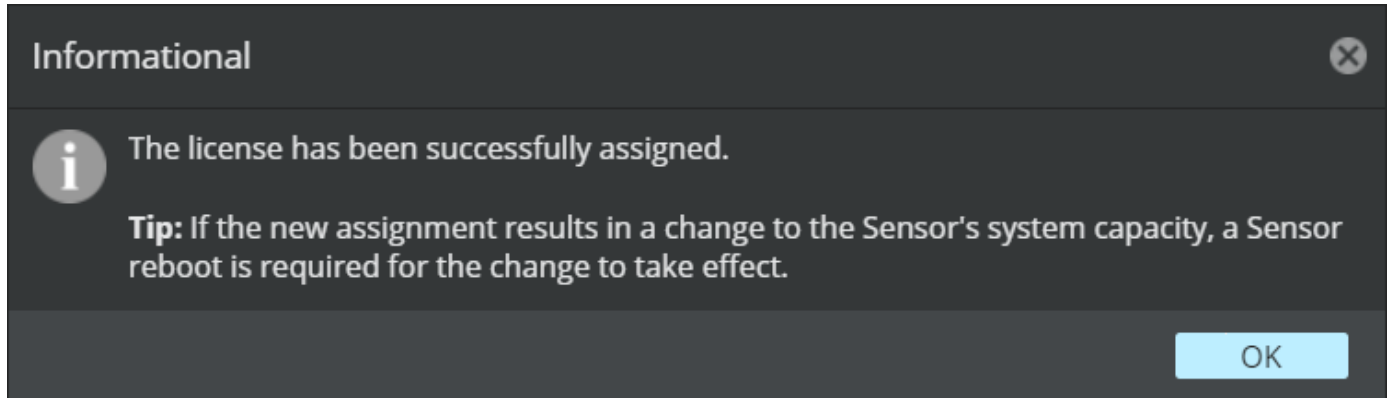 Informational
The license has been successfully assigned.
Tip: If the new assignment results in a change to the Sensor's system capacity, a Sensor
reboot is required for the change to take effect.
OK